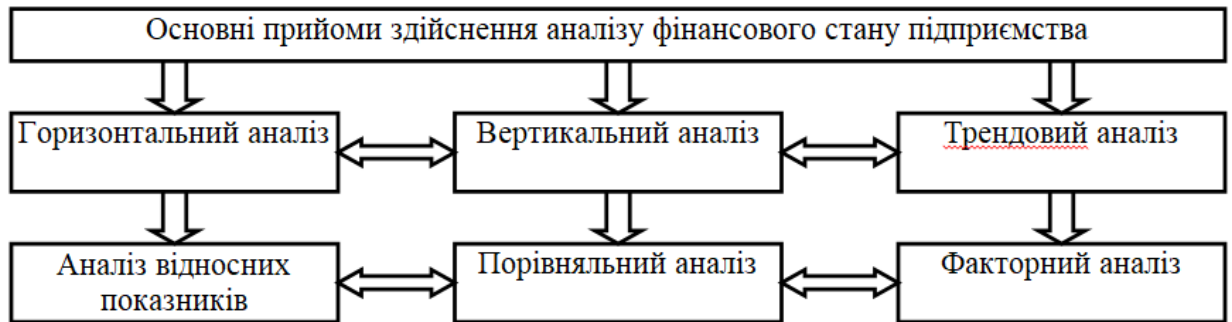 Основні прийоми здійснення аналізу фінансового стану підприємства
Горизонтальний аналіз
Вертикальний аналіз
Трендовий аналіз
Аналіз відносних
показників
Порівняльний аналіз
Факторний аналіз